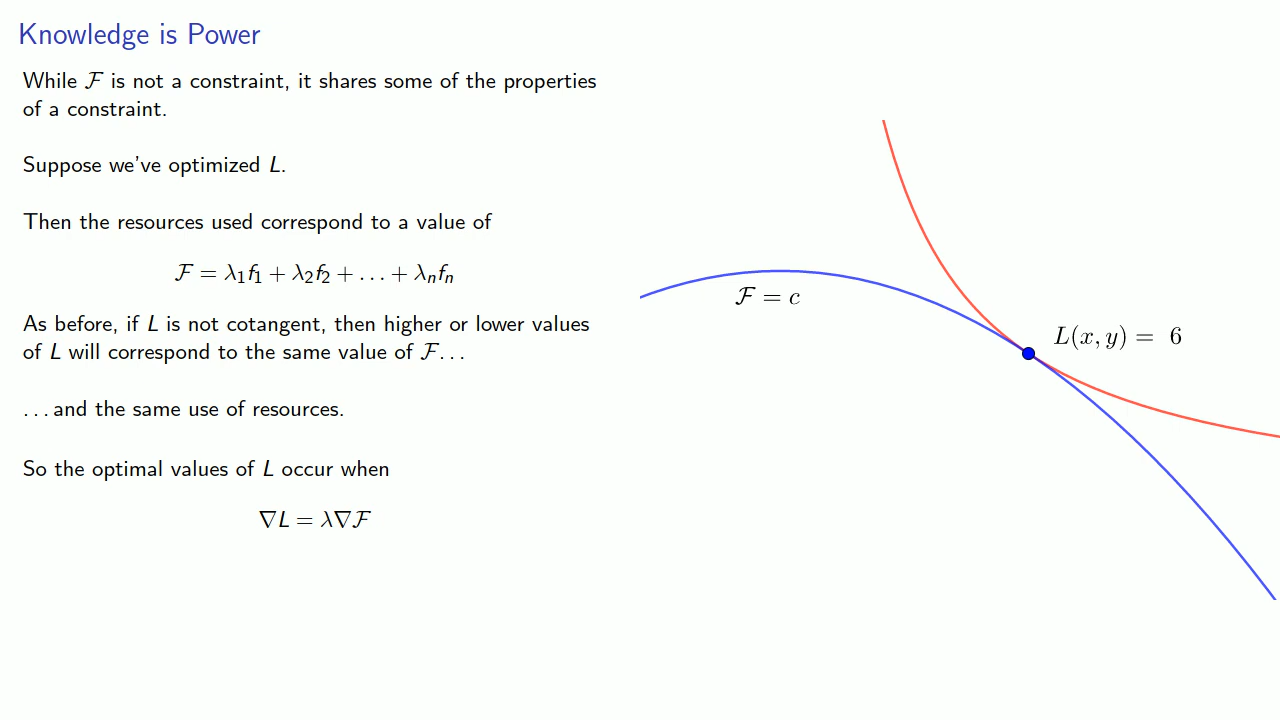 Knowledge is Power
While ℱ is not a constraint, it shares some of the properties
of a constraint.
Suppose we've optimized L.
Then the resources used correspond to a value of
ℱ = λ₁f₁ + λ₂f₂ + … + λₙfₙ
As before, if L is not cotangent, then higher or lower values
of L will correspond to the same value of ℱ…
…and the same use of resources.
So the optimal values of L occur when
∇L = λ∇ℱ
ℱ = c
L(x, y) = 6